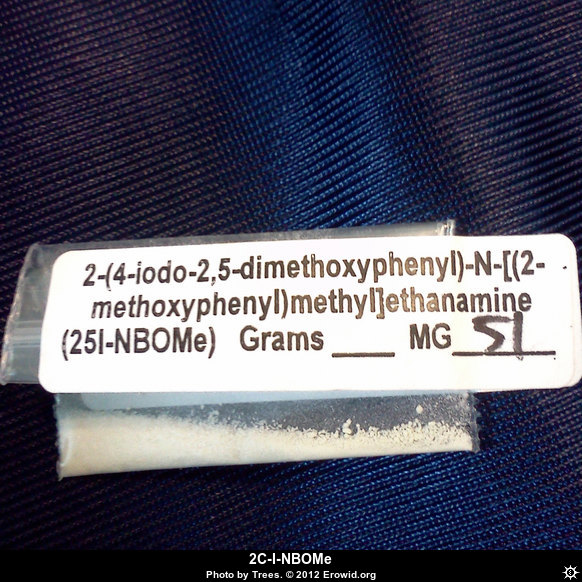 2-(4-iodo-2,5-dimethoxyphenyl)-N-[(2-
methoxyphenyl)methyl]ethanamine
(25I-NBOMe) Grams ____ MG 51
2C-I-NBOMe
Photo by Trees. © 2012 Erowid.org